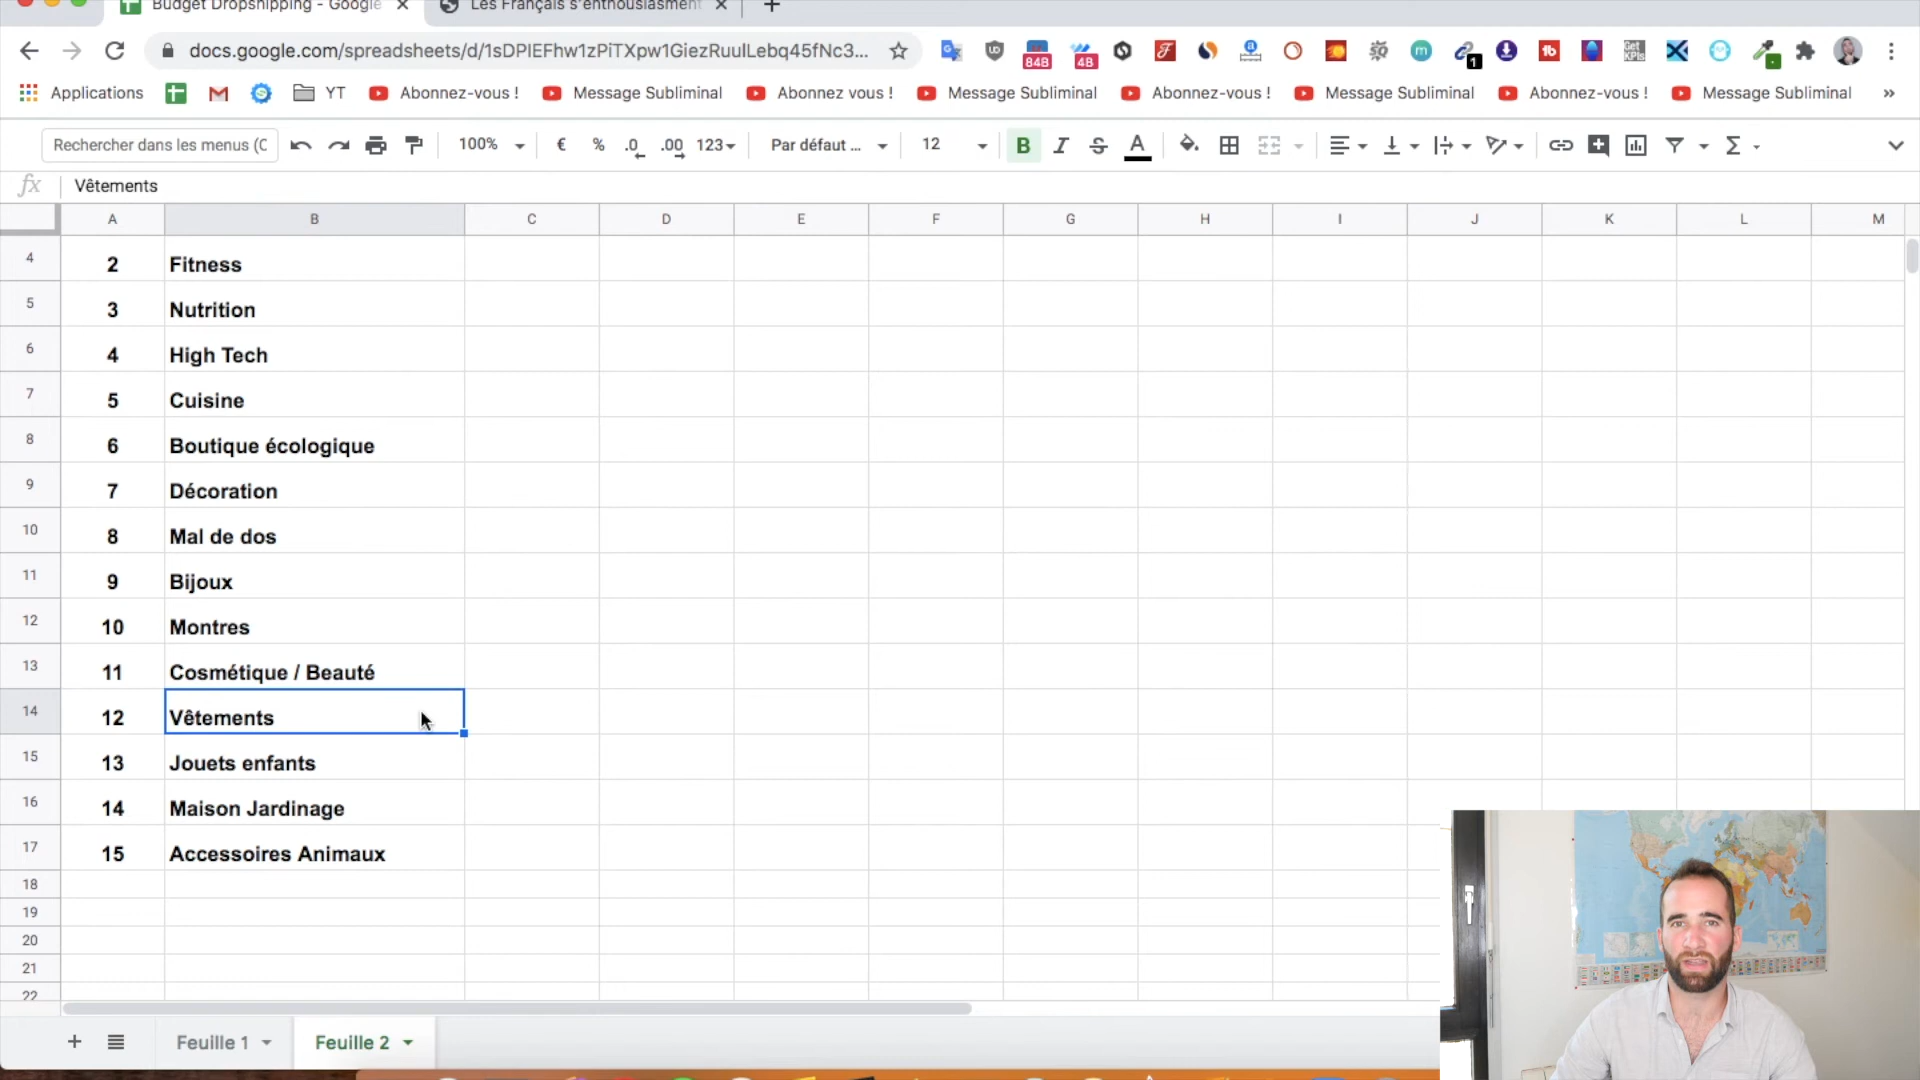 Budget Dropshipping - Google
Les Français s'enthousiasment
docs.google.com/spreadsheets/d/1sDPIEFhw1zPiTXpw1GiezRuulLebq45fNc3...
84B
4B
1
Applications
YT
Abonnez-vous !
Message Subliminal
Abonnez vous !
Message Subliminal
Abonnez-vous !
Message Subliminal
Abonnez-vous !
Message Subliminal
»
Rechercher dans les menus (C
100%
€
%
.0
.00
123
Par défaut ...
12
B
I
S
A
Σ
fx
Vêtements
A B C D E F G H I J K L M
4 2 Fitness
5 3 Nutrition
6 4 High Tech
7 5 Cuisine
8 6 Boutique écologique
9 7 Décoration
10 8 Mal de dos
11 9 Bijoux
12 10 Montres
13 11 Cosmétique / Beauté
14 12 Vêtements
15 13 Jouets enfants
16 14 Maison Jardinage
17 15 Accessoires Animaux
18
19
20
21
22
+
Feuille 1
Feuille 2